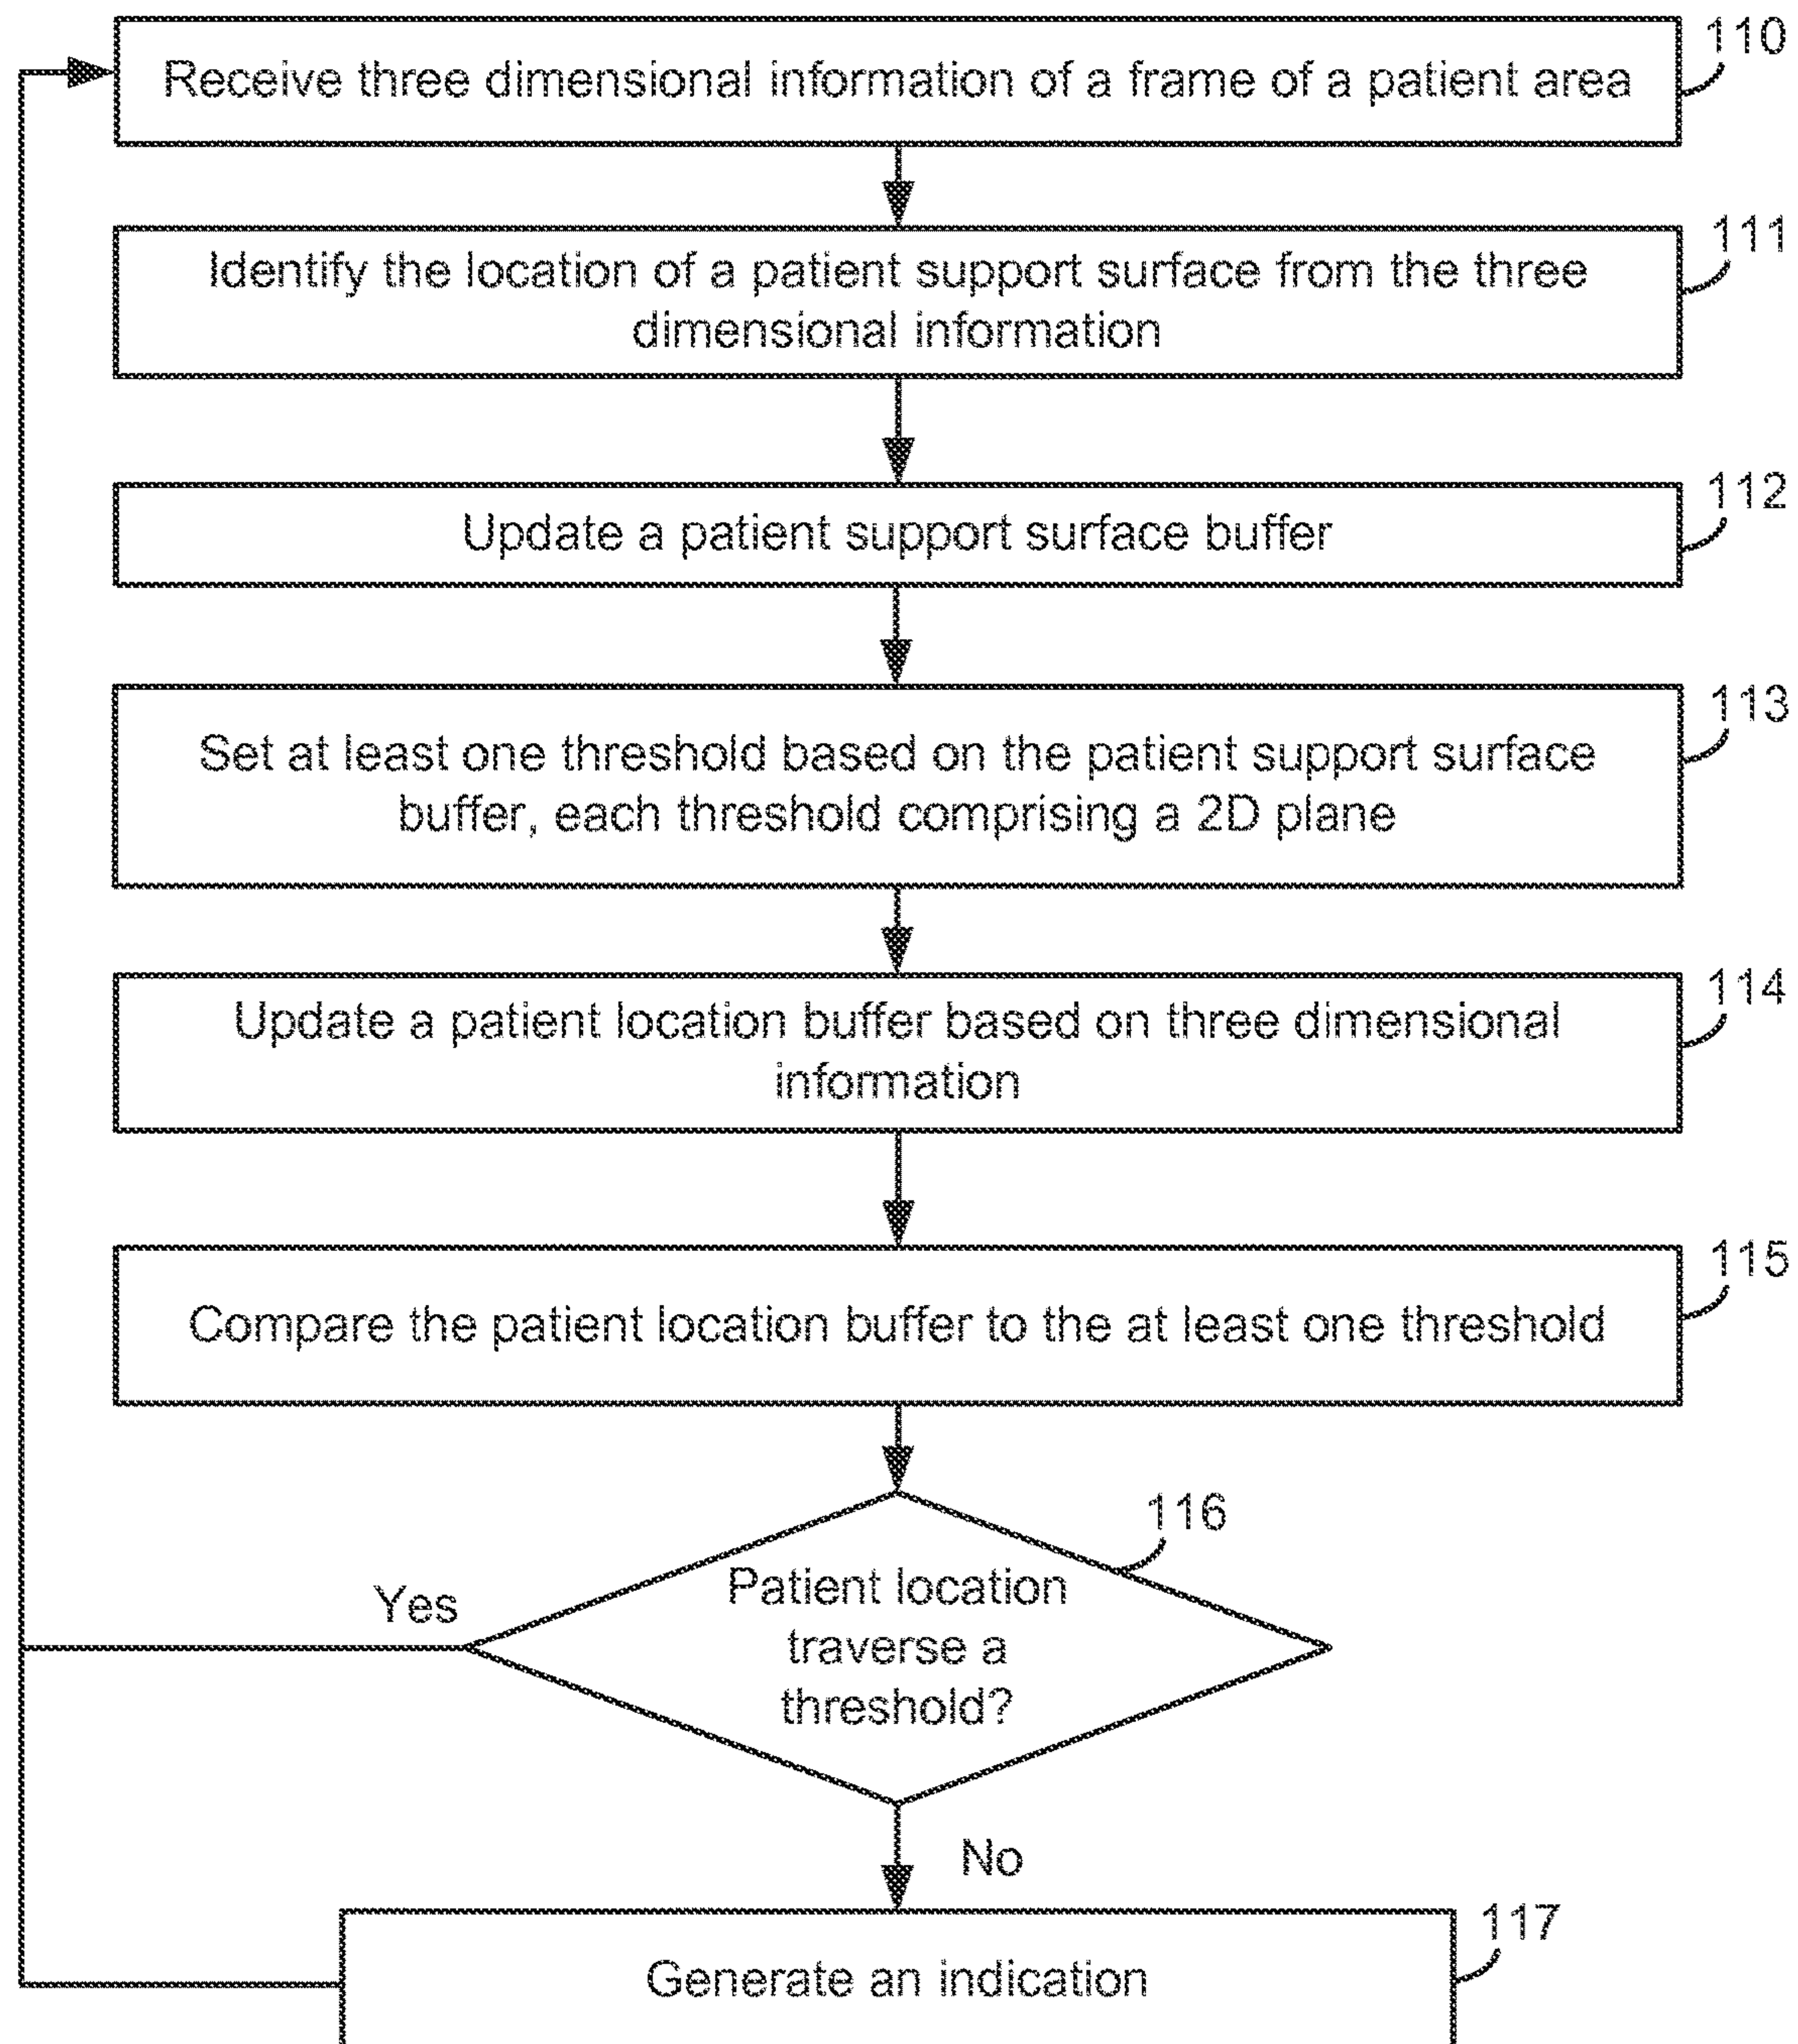 110
Receive three dimensional information of a frame of a patient area
111
Identify the location of a patient support surface from the three
dimensional information
112
Update a patient support surface buffer
113
Set at least one threshold based on the patient support surface
buffer, each threshold comprising a 2D plane
114
Update a patient location buffer based on three dimensional
information
115
Compare the patient location buffer to the at least one threshold
116
Patient location
traverse a
threshold?
Yes
No
117
Generate an indication